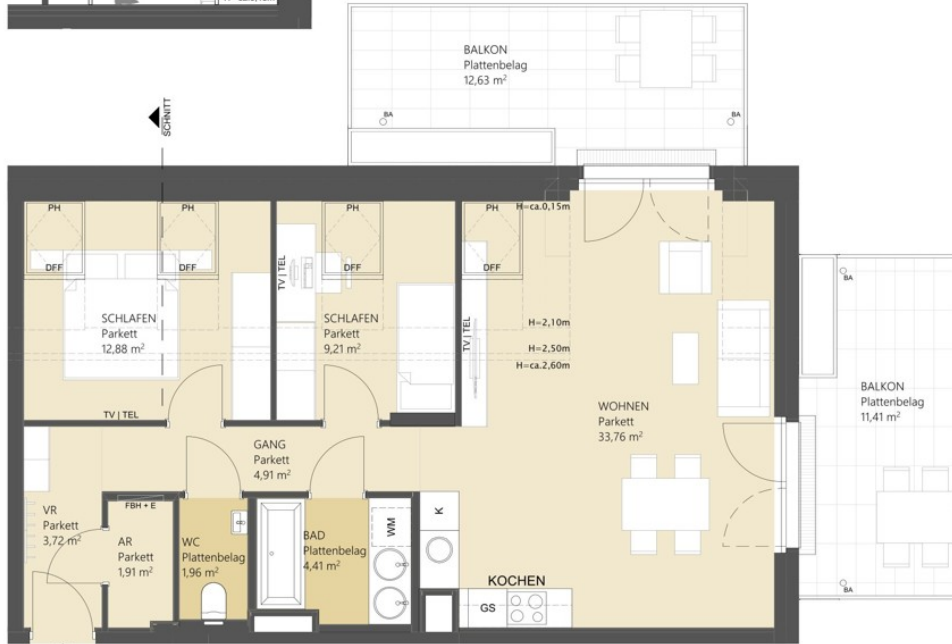 BALKON
Plattenbelag
12,63 m²
BA
BA
SCHNITT
PH
PH
PH
PH
H=ca.0,15m
DFF
DFF
DFF
DFF
BA
TV | TEL
SCHLAFEN
Parkett
12,88 m²
SCHLAFEN
Parkett
9,21 m²
H=2,10m
TV | TEL
H=2,50m
H=ca.2,60m
BALKON
Plattenbelag
11,41 m²
TV | TEL
WOHNEN
Parkett
33,76 m²
GANG
Parkett
4,91 m²
FBH + E
VR
Parkett
3,72 m²
AR
Parkett
1,91 m²
WC
Plattenbelag
1,96 m²
BAD
Plattenbelag
4,41 m²
WM
K
KOCHEN
GS
BA